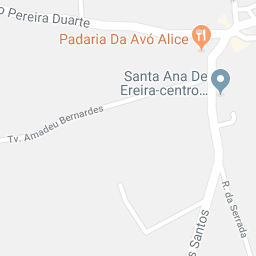 Pereira Duarte
Padaria Da Avó Alice
Santa Ana De
Ereira-centro...
Tv. Amadeu Bernardes
R. da Serrada
Santos